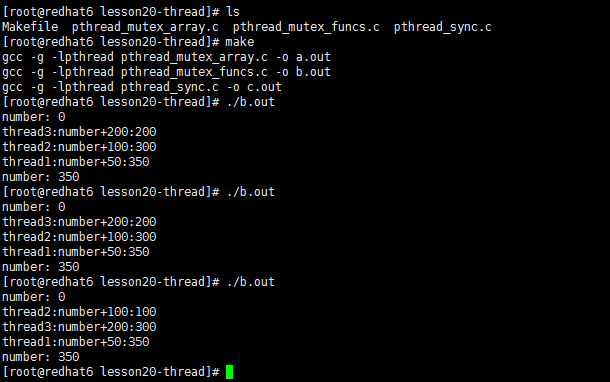 [root@redhat6 lesson20-thread]# ls
Makefile  pthread_mutex_array.c  pthread_mutex_funcs.c  pthread_sync.c
[root@redhat6 lesson20-thread]# make
gcc -g -lpthread pthread_mutex_array.c -o a.out
gcc -g -lpthread pthread_mutex_funcs.c -o b.out
gcc -g -lpthread pthread_sync.c -o c.out
[root@redhat6 lesson20-thread]# ./b.out
number: 0
thread3:number+200:200
thread2:number+100:300
thread1:number+50:350
number: 350
[root@redhat6 lesson20-thread]# ./b.out
number: 0
thread3:number+200:200
thread2:number+100:300
thread1:number+50:350
number: 350
[root@redhat6 lesson20-thread]# ./b.out
number: 0
thread2:number+100:100
thread3:number+200:300
thread1:number+50:350
number: 350
[root@redhat6 lesson20-thread]#